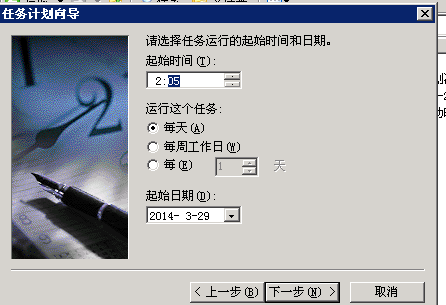 任务计划向导
请选择任务运行的起始时间和日期。
起始时间(T):
2:05
运行这个任务:
每天(A)
每周工作日(W)
每(E) 1 天
起始日期(D):
2014- 3-29
< 上一步(B) 下一步(N) > 取消